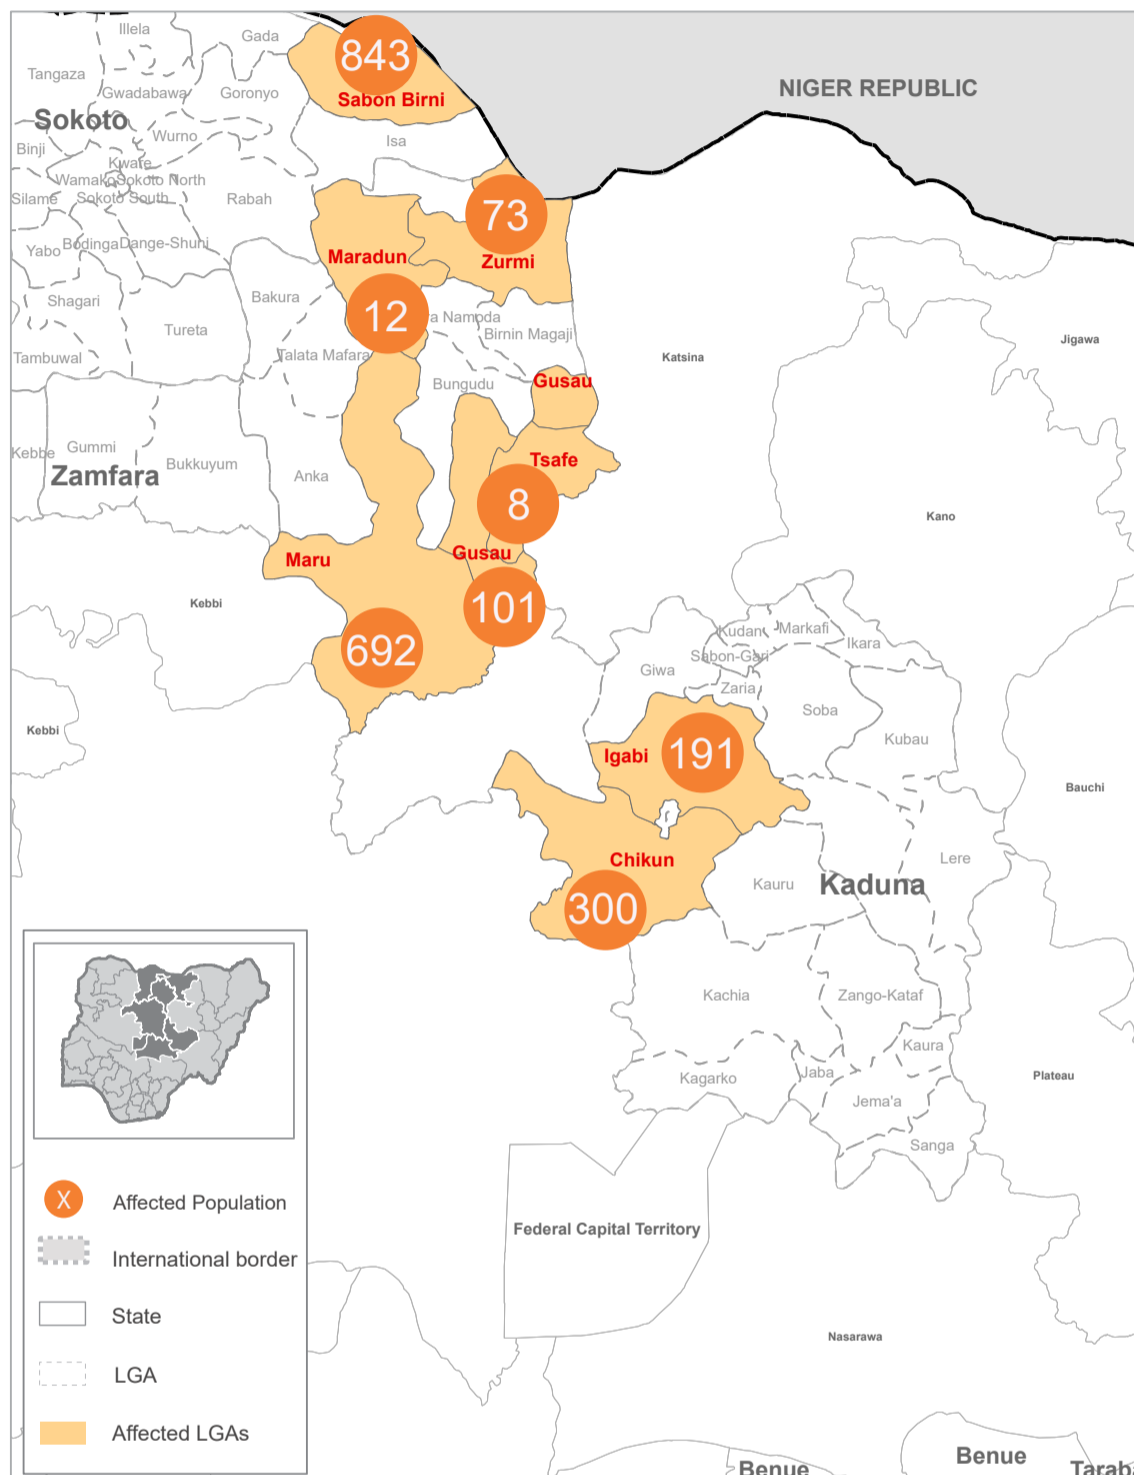 Illela
Gada
843
Tangaza
Gwadabawa
Goronyo
Sabon Birni
NIGER REPUBLIC
Sokoto
Wurno
Isa
Binji
Kware
Wamako
Sokoto North
Silame
Sokoto South
Rabah
73
Yabo
Bodinga
Dange-Shuni
Maradun
Zurmi
Shagari
Bakura
12
a Namoda
Tureta
Birnin Magaji
Jigawa
Tambuwal
Talata Mafara
Katsina
Bungudu
Gusau
Kebbe
Gummi
Bukkuyum
Tsafe
Zamfara
Anka
8
Kano
Maru
Gusau
Kebbi
101
Kudan
Markafi
Ikara
692
Sabon-Gari
Giwa
Zaria
Soba
Kebbi
Igabi
191
Kubau
Bauchi
Chikun
Lere
Kauru
Kaduna
300
Kachia
Zango-Kataf
Kaura
Kagarko
Jaba
Plateau
Jema'a
Sanga
X
Affected Population
Federal Capital Territory
International border
State
Nasarawa
LGA
Affected LGAs
Benue
Benue
Tarab